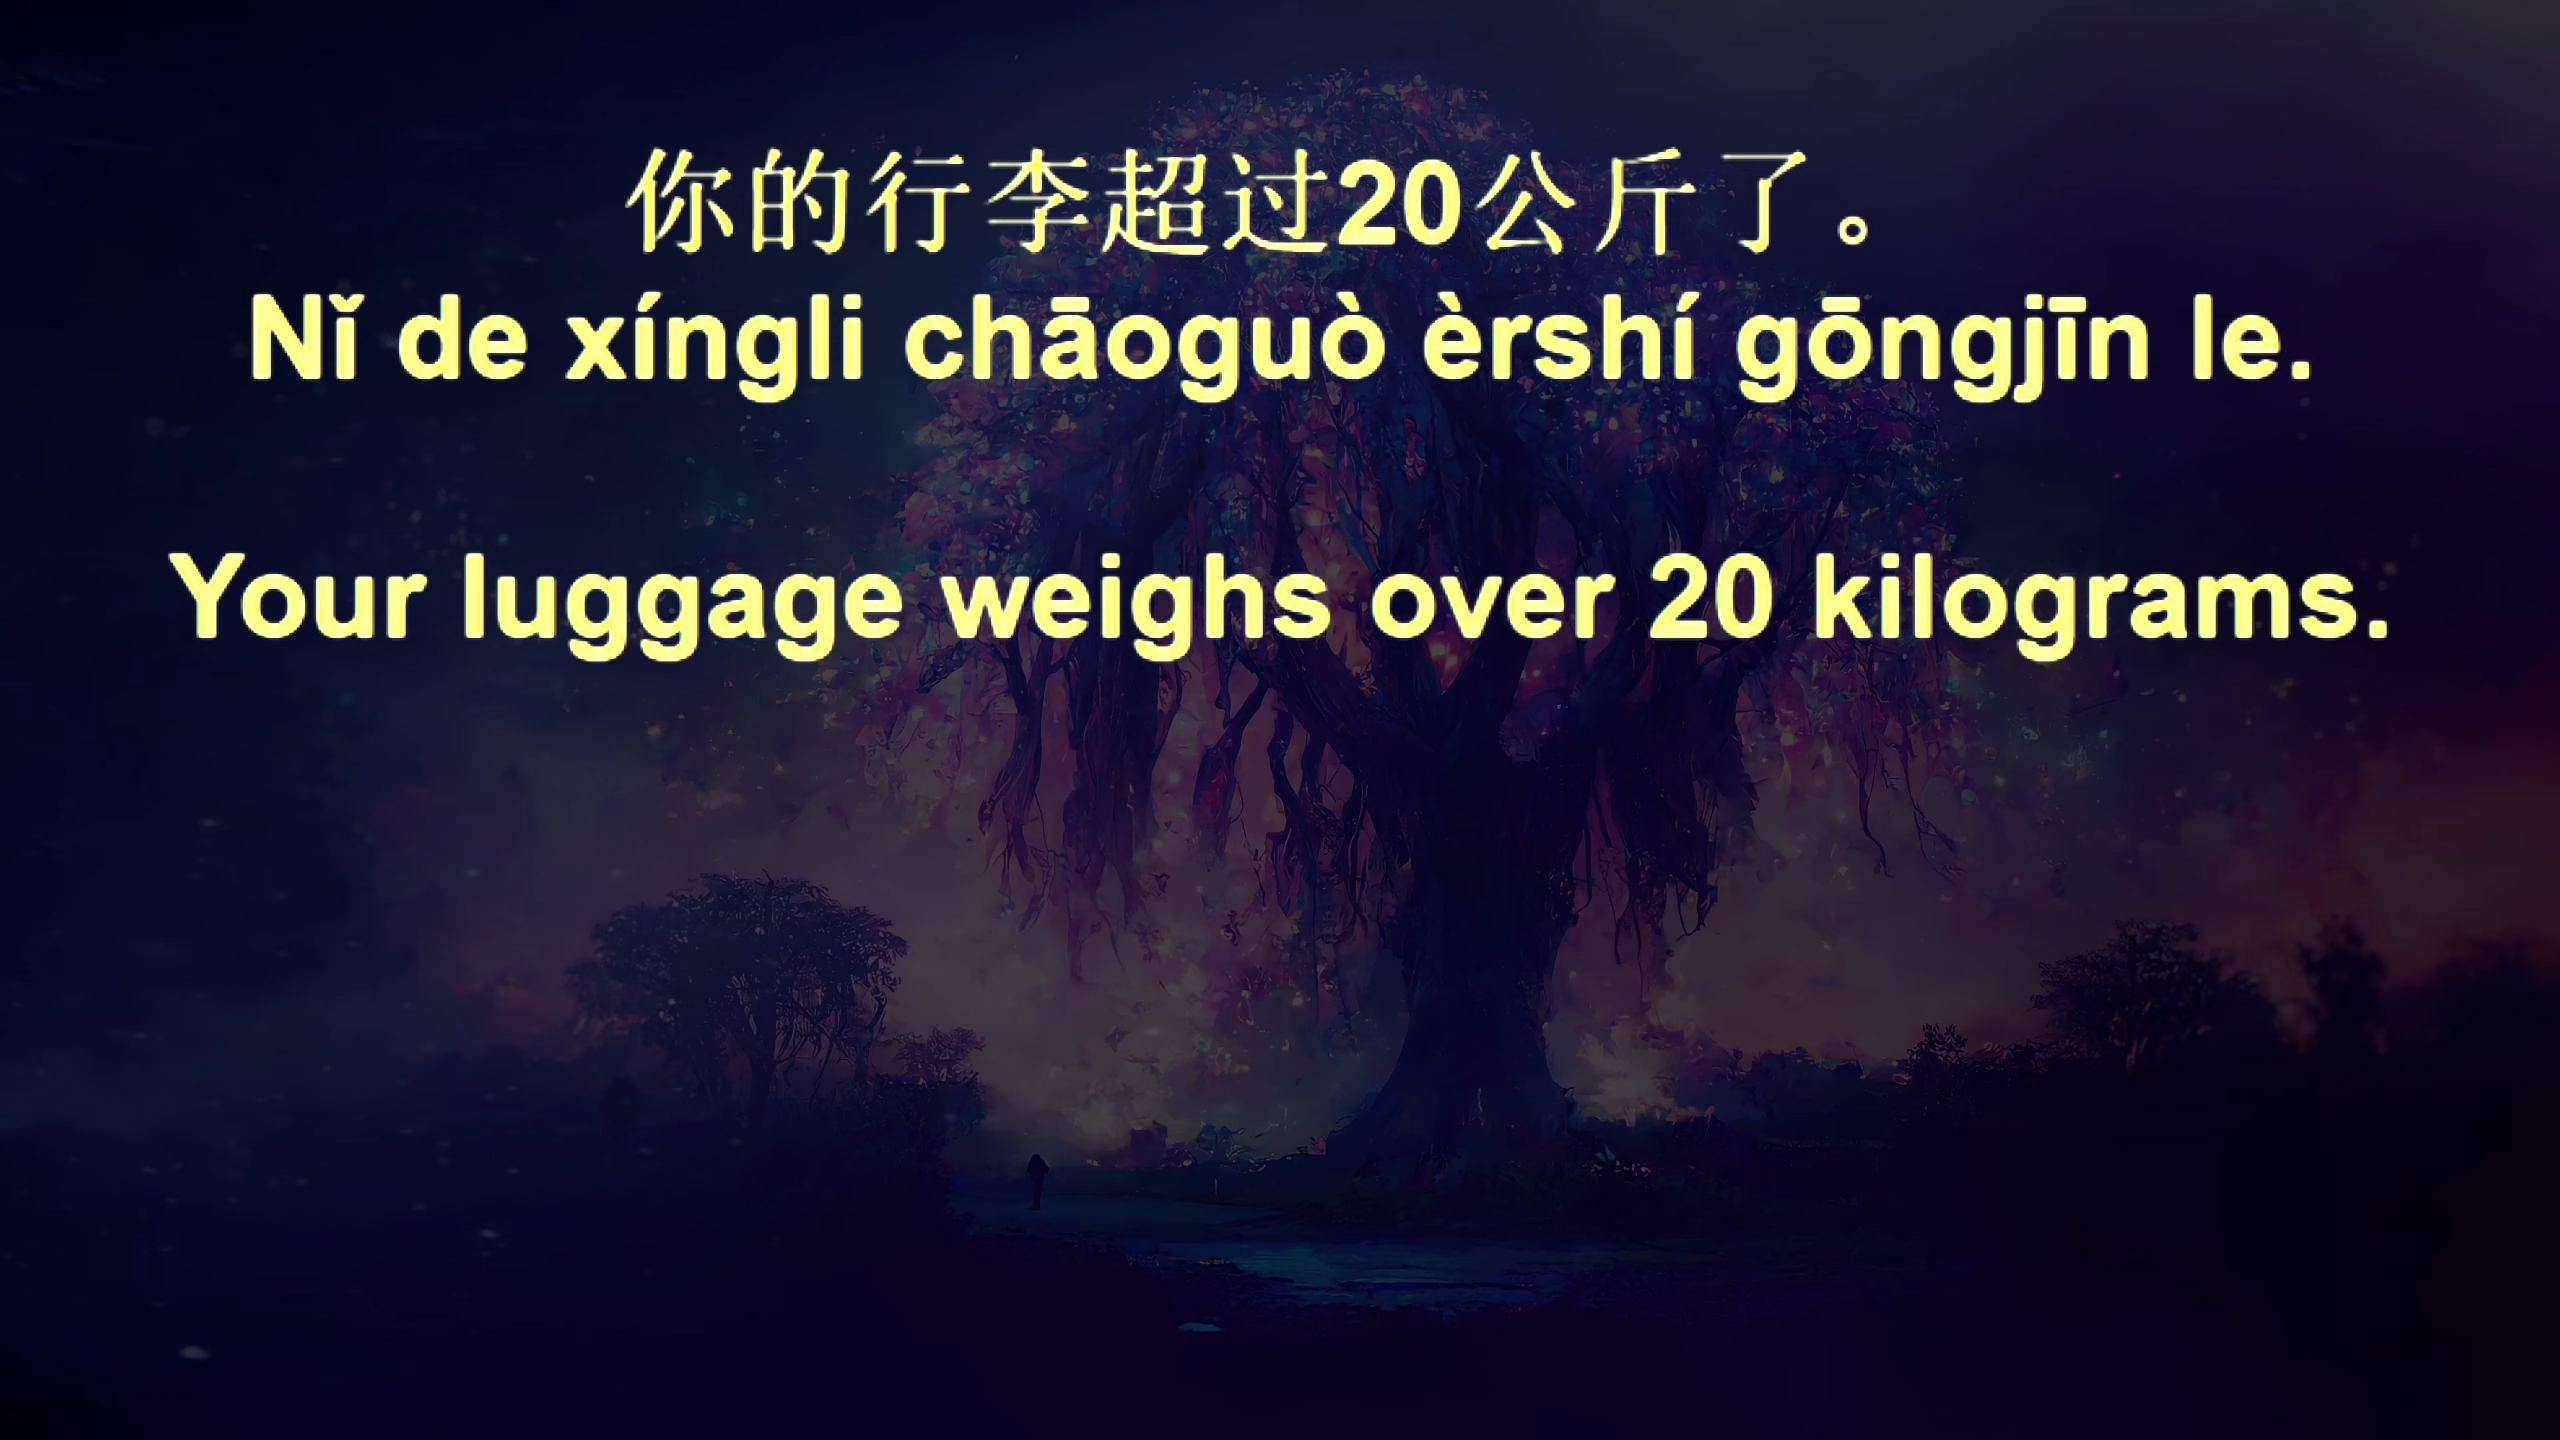 你的行李超过20公斤了。
Nǐ de xíngli chāoguò èrshí gōngjīn le.
Your luggage weighs over 20 kilograms.